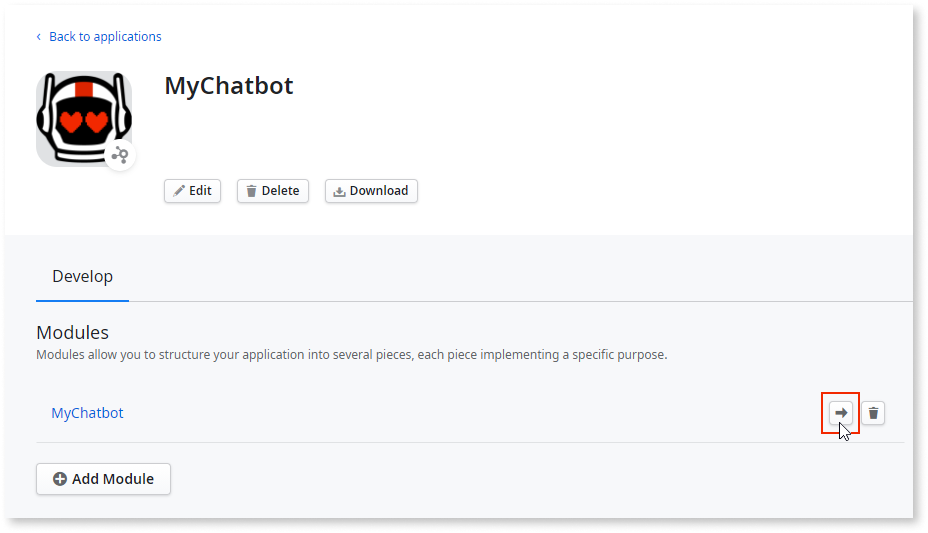 Back to applications
MyChatbot
Edit Delete Download
Develop
Modules
Modules allow you to structure your application into several pieces, each piece implementing a specific purpose.
MyChatbot
Add Module